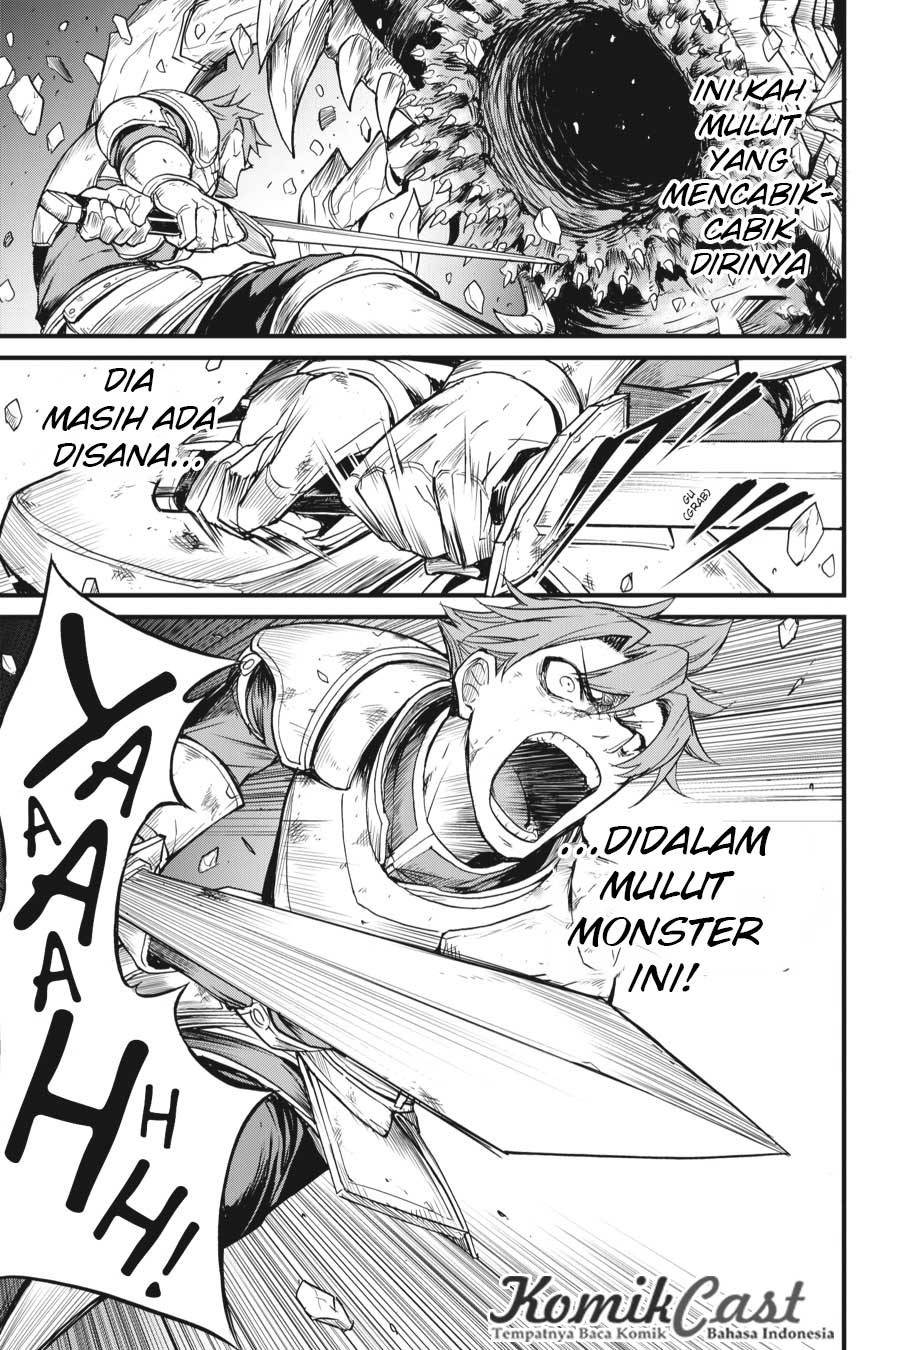 INI KAH
MULUT
YANG
MENCABIK-
CABIK
DIRINYA
DIA
MASIH ADA
DISANA...
GU
(GRAB)
YAAAAAHHHH!
...DIDALAM
MULUT
MONSTER
INI!
KomikCast
Tempatnya Baca Komik Bahasa Indonesia